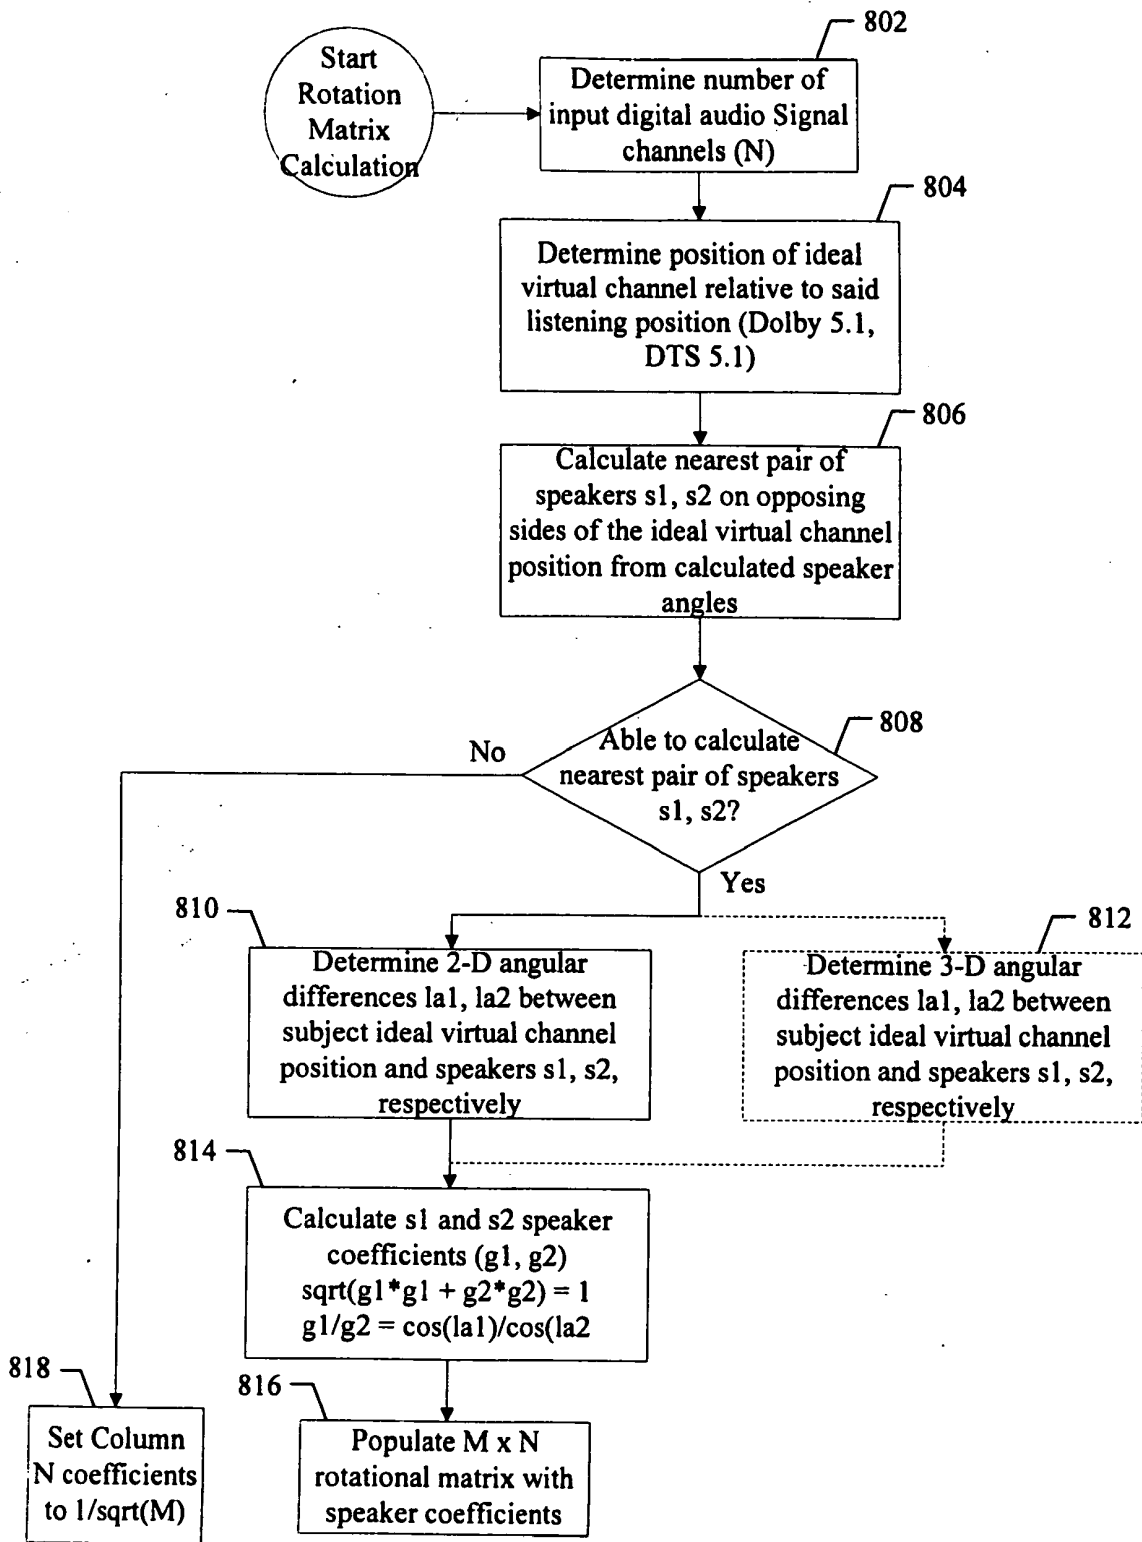 802
Start
Rotation
Matrix
Calculation
Determine number of
input digital audio Signal
channels (N)
804
Determine position of ideal
virtual channel relative to said
listening position (Dolby 5.1,
DTS 5.1)
806
Calculate nearest pair of
speakers s1, s2 on opposing
sides of the ideal virtual channel
position from calculated speaker
angles
808
Able to calculate
nearest pair of speakers
s1, s2?
No
Yes
810
Determine 2-D angular
differences la1, la2 between
subject ideal virtual channel
position and speakers s1, s2,
respectively
812
Determine 3-D angular
differences la1, la2 between
subject ideal virtual channel
position and speakers s1, s2,
respectively
814
Calculate s1 and s2 speaker
coefficients (g1, g2)
sqrt(g1*g1 + g2*g2) = 1
g1/g2 = cos(la1)/cos(la2
818
Set Column
N coefficients
to 1/sqrt(M)
816
Populate M x N
rotational matrix with
speaker coefficients